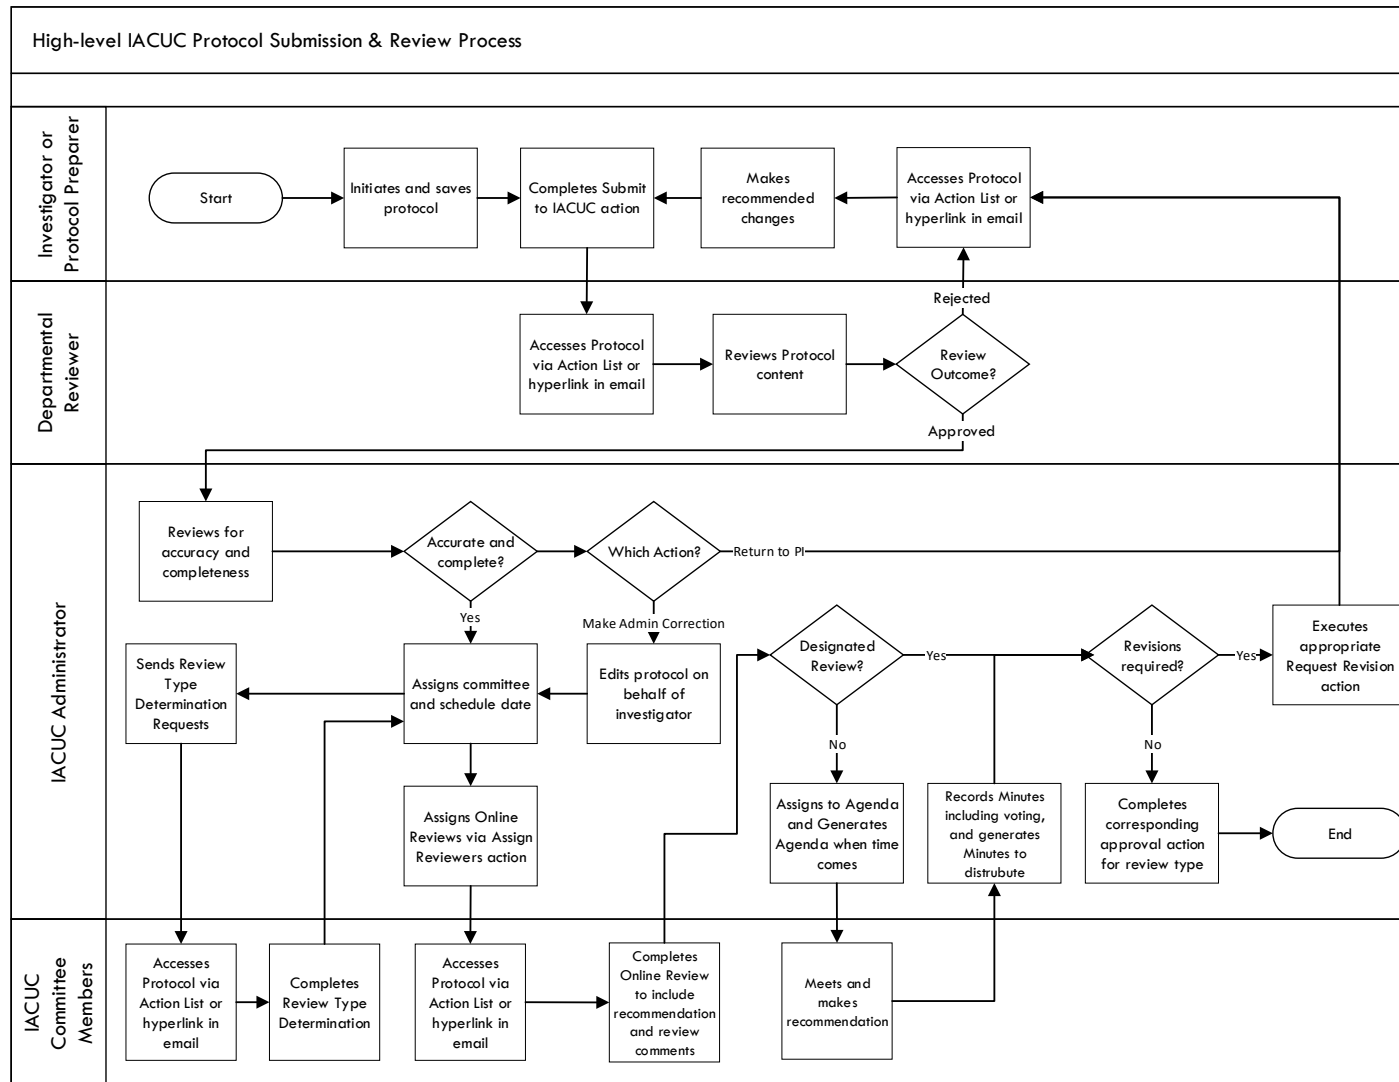 High-level IACUC Protocol Submission & Review Process
Investigator or
Protocol Preparer
Start
Initiates and saves
protocol
Completes Submit
to IACUC action
Makes
recommended
changes
Accesses Protocol
via Action List or
hyperlink in email
Departmental
Reviewer
Accesses Protocol
via Action List or
hyperlink in email
Reviews Protocol
content
Review
Outcome?
Rejected
Approved
IACUC Administrator
Reviews for
accuracy and
completeness
Accurate and
complete?
Which Action?
Return to PI
Yes
Make Admin Correction
Sends Review
Type
Determination
Requests
Assigns committee
and schedule date
Edits protocol on
behalf of
investigator
Designated
Review?
Yes
Revisions
required?
Yes
Executes
appropriate
Request Revision
action
No
No
Assigns Online
Reviews via Assign
Reviewers action
Assigns to Agenda
and Generates
Agenda when time
comes
Records Minutes
including voting,
and generates
Minutes to
distrubute
Completes
corresponding
approval action
for review type
End
IACUC
Committee
Members
Accesses
Protocol via
Action List or
hyperlink in
email
Completes
Review Type
Determination
Accesses
Protocol via
Action List or
hyperlink in
email
Completes
Online Review
to include
recommendation
and review
comments
Meets and
makes
recommendation